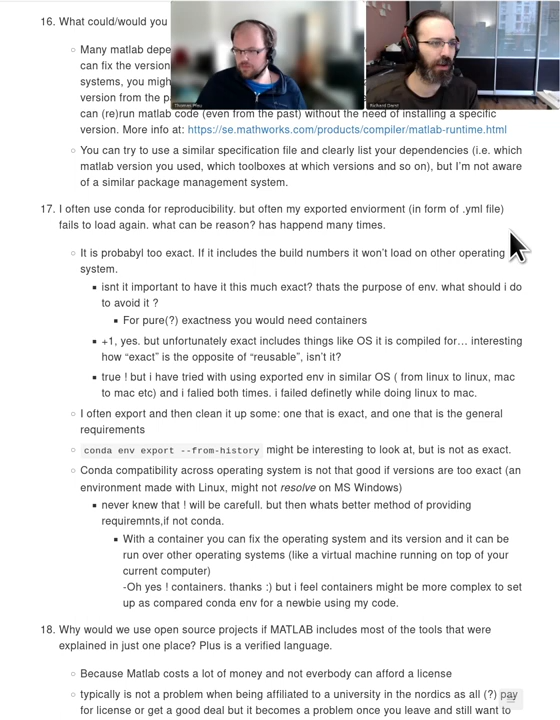 16. What could/would you
◦ Many matlab depe
can fix the version
systems, you migh
version from the p
can (re)run matlab code (even from the past) without the need of installing a specific
version. More info at: https://se.mathworks.com/products/compiler/matlab-runtime.html
◦ You can try to use a similar specification file and clearly list your dependencies (i.e. which
matlab version you used, which toolboxes at which versions and so on), but I'm not aware
of a similar package management system.
17. I often use conda for reproducibility. but often my exported enviorment (in form of .yml file)
fails to load again. what can be reason? has happend many times.
◦ It is probabyl too exact. If it includes the build numbers it won't load on other operating
system.
▪ isnt it important to have it this much exact? thats the purpose of env. what should i do
to avoid it ?
▪ For pure(?) exactness you would need containers
▪ +1, yes. but unfortunately exact includes things like OS it is compiled for… interesting
how “exact” is the opposite of “reusable”, isn't it?
▪ true ! but i have tried with using exported env in similar OS ( from linux to linux, mac
to mac etc) and i falied both times. i failed definetly while doing linux to mac.
◦ I often export and then clean it up some: one that is exact, and one that is the general
requirements
◦ conda env export --from-history might be interesting to look at, but is not as exact.
◦ Conda compatibility across operating system is not that good if versions are too exact (an
environment made with Linux, might not resolve on MS Windows)
▪ never knew that ! will be carefull. but then whats better method of providing
requiremnts,if not conda.
▪ With a container you can fix the operating system and its version and it can be
run over other operating systems (like a virtual machine running on top of your
current computer)
-Oh yes ! containers. thanks :) but i feel containers might be more complex to set
up as compared conda env for a newbie using my code.
18. Why would we use open source projects if MATLAB includes most of the tools that were
explained in just one place? Plus is a verified language.
◦ Because Matlab costs a lot of money and not everbody can afford a license
◦ typically is not a problem when being affiliated to a university in the nordics as all (?) pay
for license or get a good deal but it becomes a problem once you leave and still want to